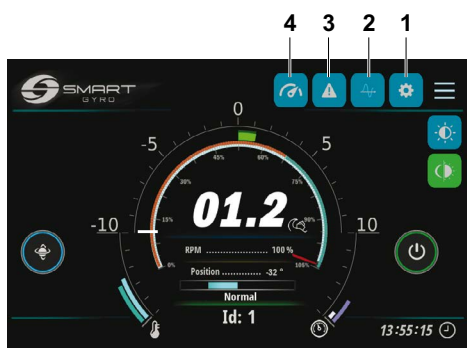 4 3 2 1
SMART
GYRO
0
-5 5
45% 60%
30% 75%
01.2
-10 15% 90% 10
RPM .................... 100 %
0% 100%
Position ............. -32 °
Normal
Id: 1
13:55:15